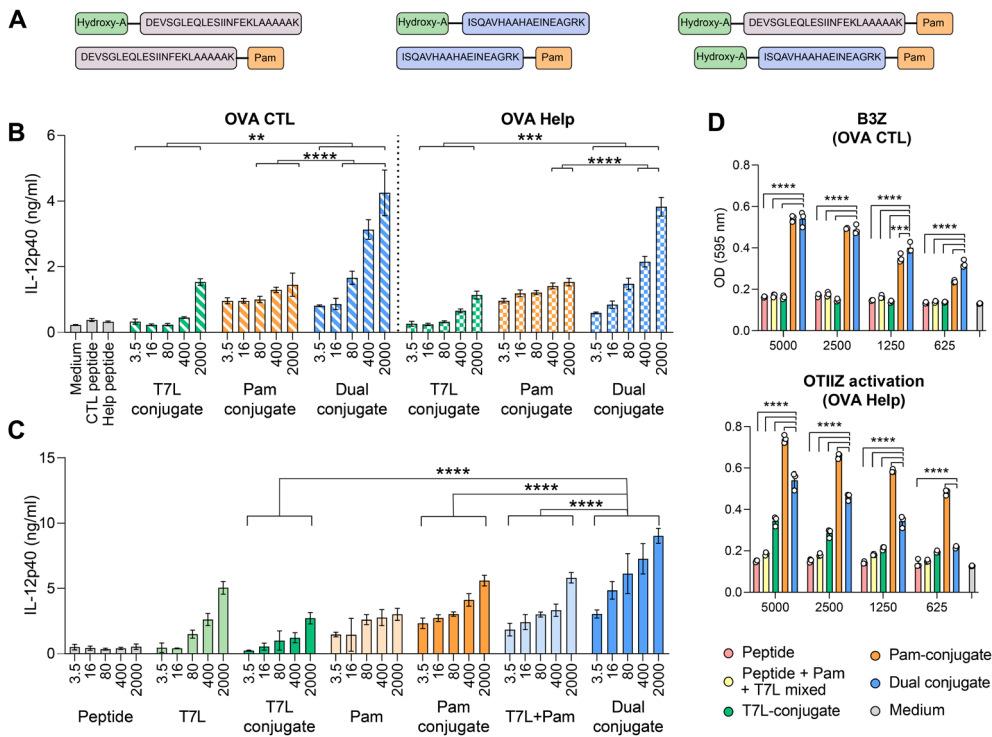 A
Hydroxy-A DEVSGLEQLESIINFEKLAAAAAK
DEVSGLEQLESIINFEKLAAAAAK Pam
Hydroxy-A ISQAVHAAHAEINEAGRK
ISQAVHAAHAEINEAGRK Pam
Hydroxy-A DEVSGLEQLESIINFEKLAAAAAK Pam
Hydroxy-A ISQAVHAAHAEINEAGRK Pam
B
OVA CTL OVA Help
** ***
**** ****
IL-12p40 (ng/ml)
6
4
2
0
Medium CTL peptide Help peptide 3.5 16 80 400 2000 3.5 16 80 400 2000 3.5 16 80 400 2000 3.5 16 80 400 2000 3.5 16 80 400 2000 3.5 16 80 400 2000
T7L Pam Dual T7L Pam Dual
conjugate conjugate conjugate conjugate conjugate conjugate
C
IL-12p40 (ng/ml)
15
10
5
0
****
****
****
3.5 16 80 400 2000 3.5 16 80 400 2000 3.5 16 80 400 2000 3.5 16 80 400 2000 3.5 16 80 400 2000 3.5 16 80 400 2000 3.5 16 80 400 2000
Peptide T7L T7L conjugate Pam Pam conjugate T7L+Pam Dual conjugate
D
B3Z
(OVA CTL)
OD (595 nm)
0.8
0.6
0.4
0.2
0.0
**** **** **** ****
***
5000 2500 1250 625
OTIIZ activation
(OVA Help)
0.8
0.6
0.4
0.2
0.0
**** **** **** ****
5000 2500 1250 625
Peptide
Peptide + Pam
+ T7L mixed
T7L-conjugate
Pam-conjugate
Dual conjugate
Medium